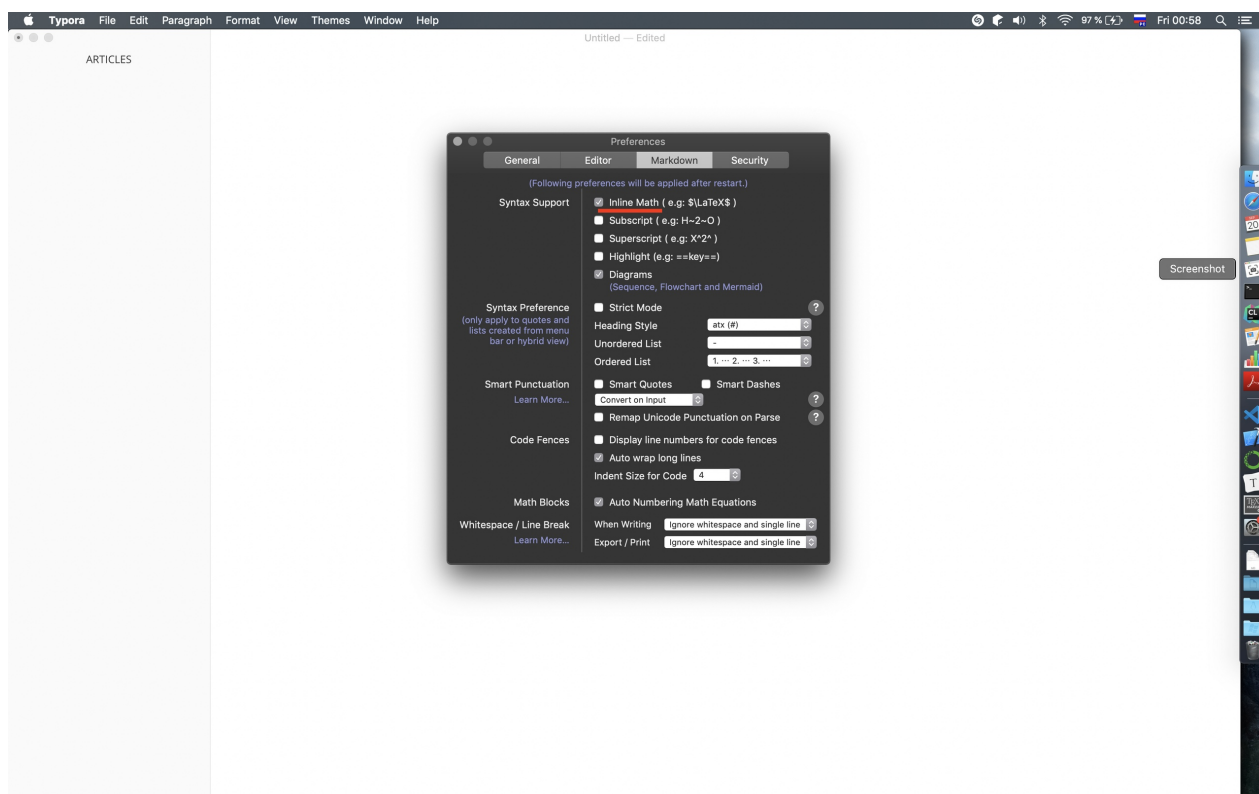 Typora File Edit Paragraph Format View Themes Window Help 97 % Fri 00:58
Untitled — Edited
ARTICLES
Preferences
General Editor Markdown Security
(Following preferences will be applied after restart.)
Syntax Support Inline Math ( e.g: $\LaTeX$ )
Subscript ( e.g: H~2~O )
Superscript ( e.g: X^2^ )
Highlight (e.g: ==key==)
Diagrams
(Sequence, Flowchart and Mermaid)
Screenshot
Syntax Preference Strict Mode ?
(only apply to quotes and
lists created from menu
bar or hybrid view)
Heading Style atx (#)
Unordered List -
Ordered List 1. ··· 2. ··· 3. ···
Smart Punctuation Smart Quotes Smart Dashes
Learn More... Convert on Input ?
Remap Unicode Punctuation on Parse ?
Code Fences Display line numbers for code fences
Auto wrap long lines
Indent Size for Code 4
Math Blocks Auto Numbering Math Equations
Whitespace / Line Break When Writing Ignore whitespace and single line
Learn More... Export / Print Ignore whitespace and single line
20
CL
T